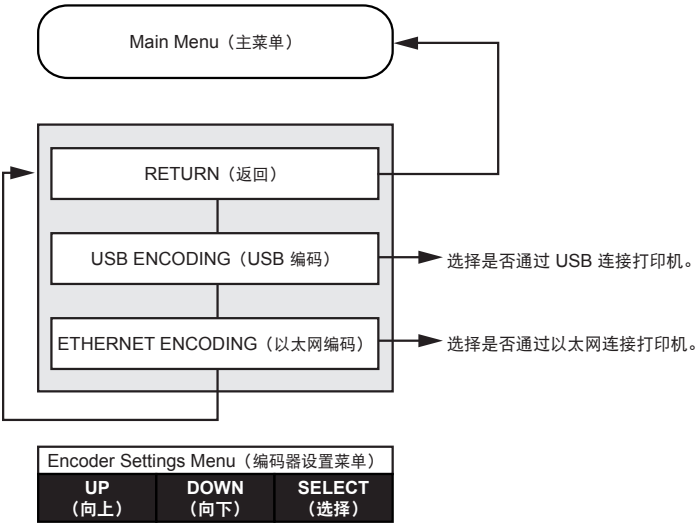 Main Menu（主菜单）
RETURN（返回）
USB ENCODING（USB 编码）
选择是否通过 USB 连接打印机。
ETHERNET ENCODING（以太网编码）
选择是否通过以太网连接打印机。
Encoder Settings Menu（编码器设置菜单）
UP DOWN SELECT
（向上） （向下） （选择）